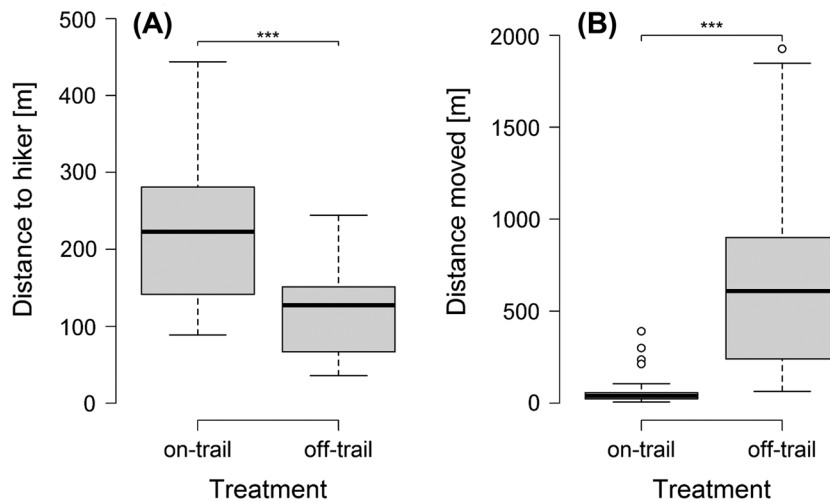 (A)
***
500
400
300
200
100
0
Distance to hiker [m]
on-trail off-trail
Treatment
(B)
***
2000
1500
1000
500
0
Distance moved [m]
on-trail off-trail
Treatment